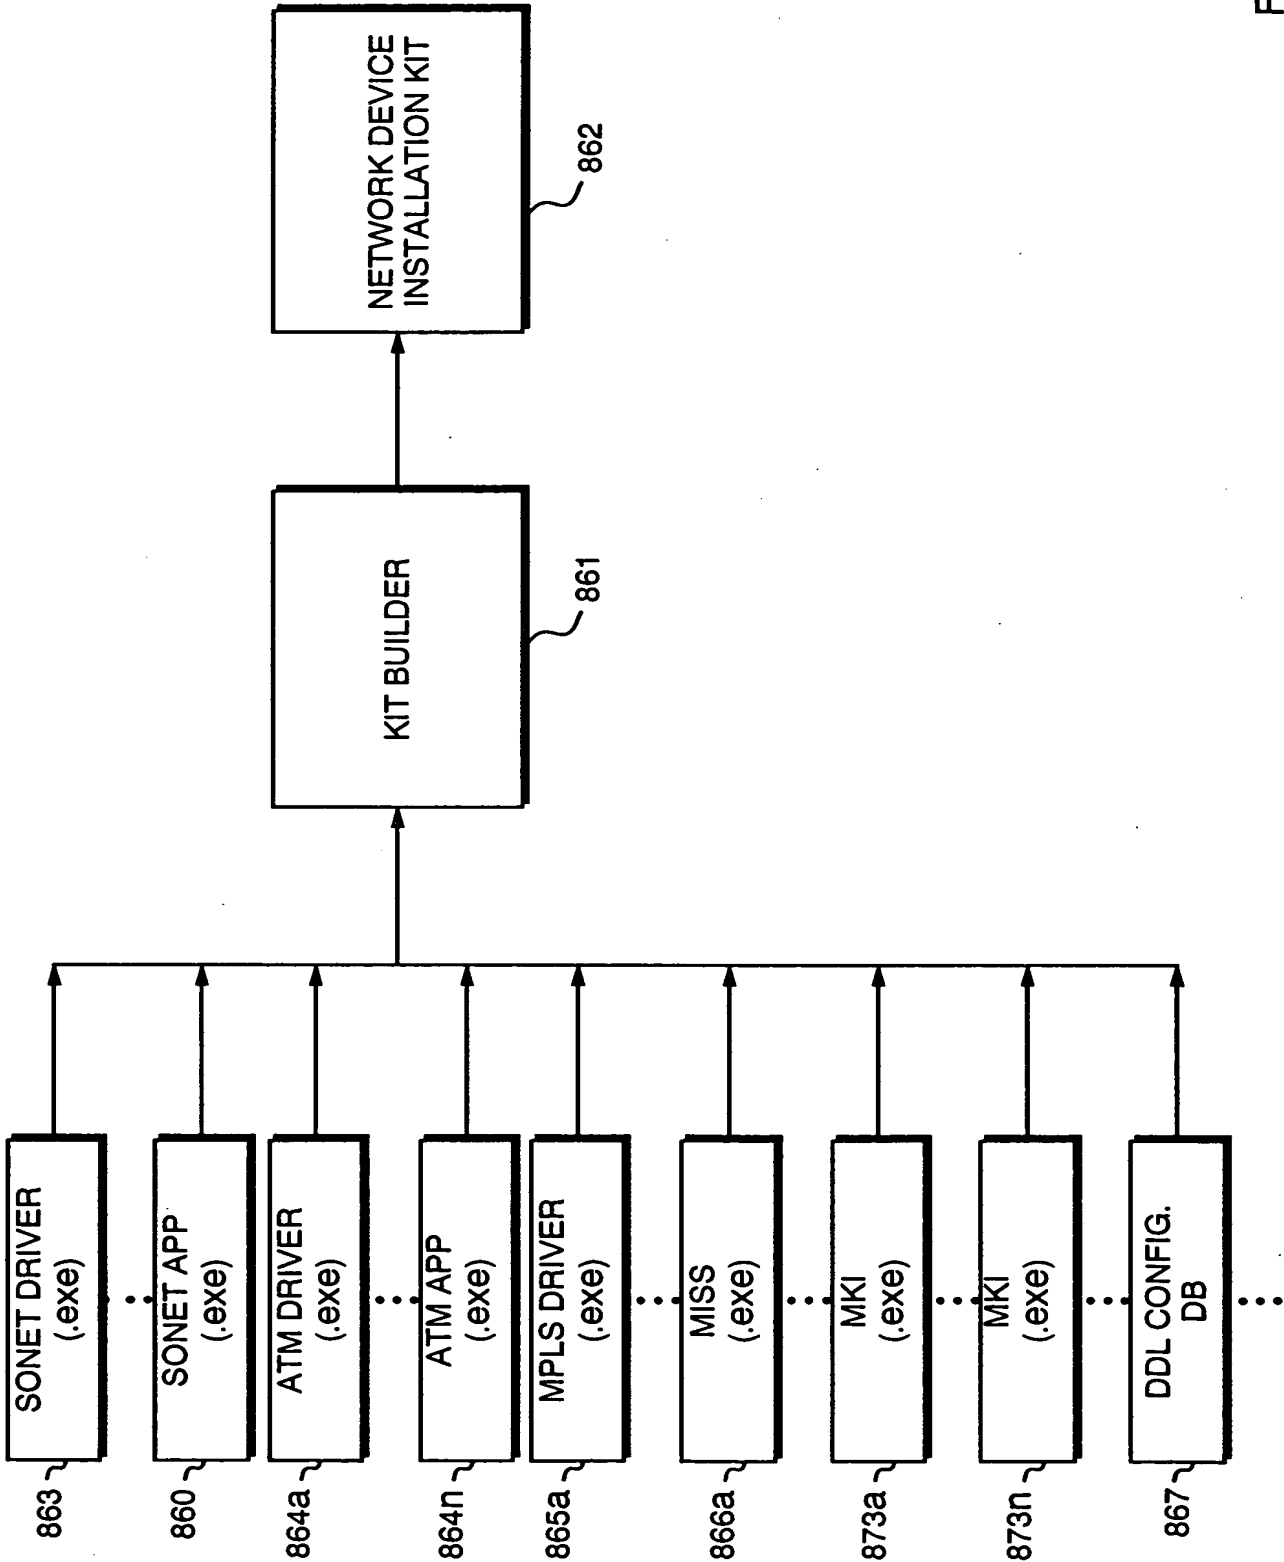 863
SONET DRIVER
(.exe)
860
SONET APP
(.exe)
864a
ATM DRIVER
(.exe)
864n
ATM APP
(.exe)
865a
MPLS DRIVER
(.exe)
866a
MISS
(.exe)
873a
MKI
(.exe)
873n
MKI
(.exe)
867
DDL CONFIG.
DB
KIT BUILDER
861
NETWORK DEVICE
INSTALLATION KIT
862